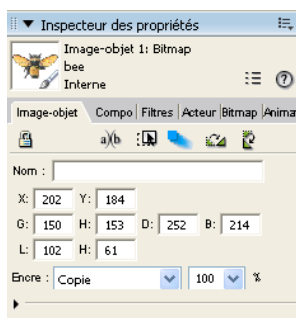 Inspecteur des propriétés
Image-objet 1: Bitmap
bee
Interne
Image-objet Compo Filtres Acteur Bitmap Anima
a)(b
Nom :
X: 202 Y: 184
G: 150 H: 153 D: 252 B: 214
L: 102 H: 61
Encre : Copie 100 %